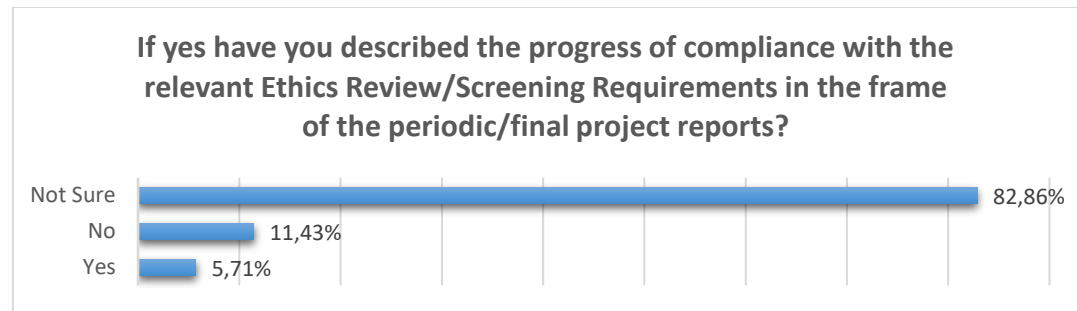 If yes have you described the progress of compliance with the
relevant Ethics Review/Screening Requirements in the frame
of the periodic/final project reports?
Not Sure 82,86%
No 11,43%
Yes 5,71%